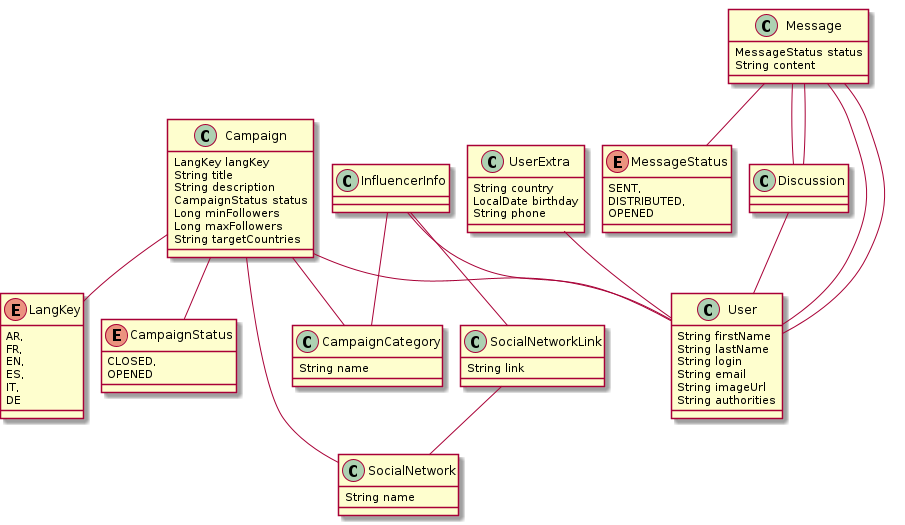 C Message
MessageStatus status
String content
C Campaign
LangKey langKey
String title
String description
CampaignStatus status
Long minFollowers
Long maxFollowers
String targetCountries
C InfluencerInfo
C UserExtra
String country
LocalDate birthday
String phone
E MessageStatus
SENT,
DISTRIBUTED,
OPENED
C Discussion
E LangKey
AR,
FR,
EN,
ES,
IT,
DE
E CampaignStatus
CLOSED,
OPENED
C CampaignCategory
String name
C SocialNetworkLink
String link
C User
String firstName
String lastName
String login
String email
String imageUrl
String authorities
C SocialNetwork
String name